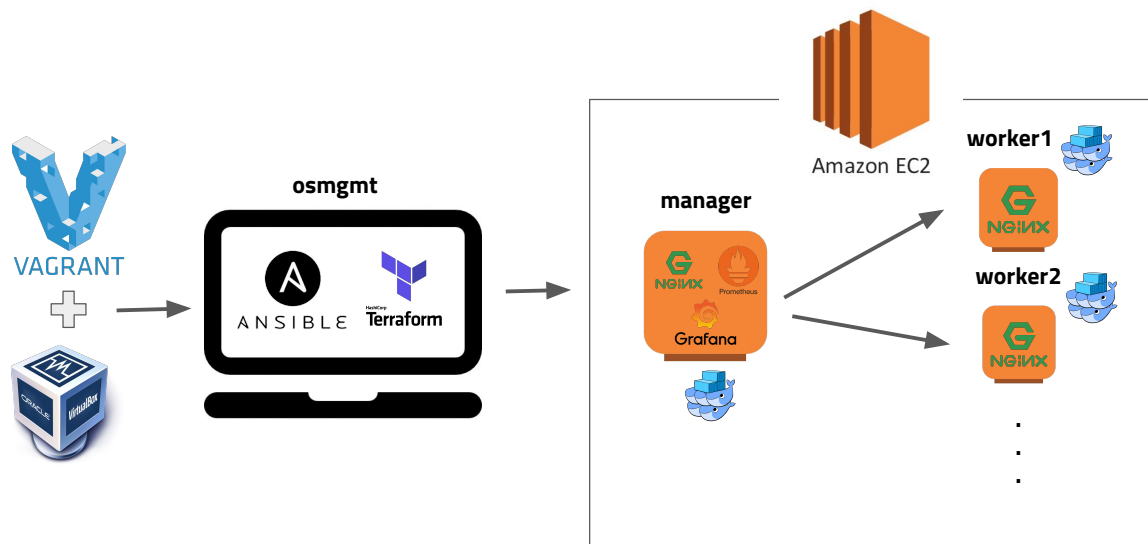 VAGRANT
ORACLE
VirtualBox
osmgmt
ANSIBLE
HashiCorp
Terraform
Amazon EC2
manager
NGINX
Prometheus
Grafana
worker1
NGINX
worker2
NGINX
.
.
.